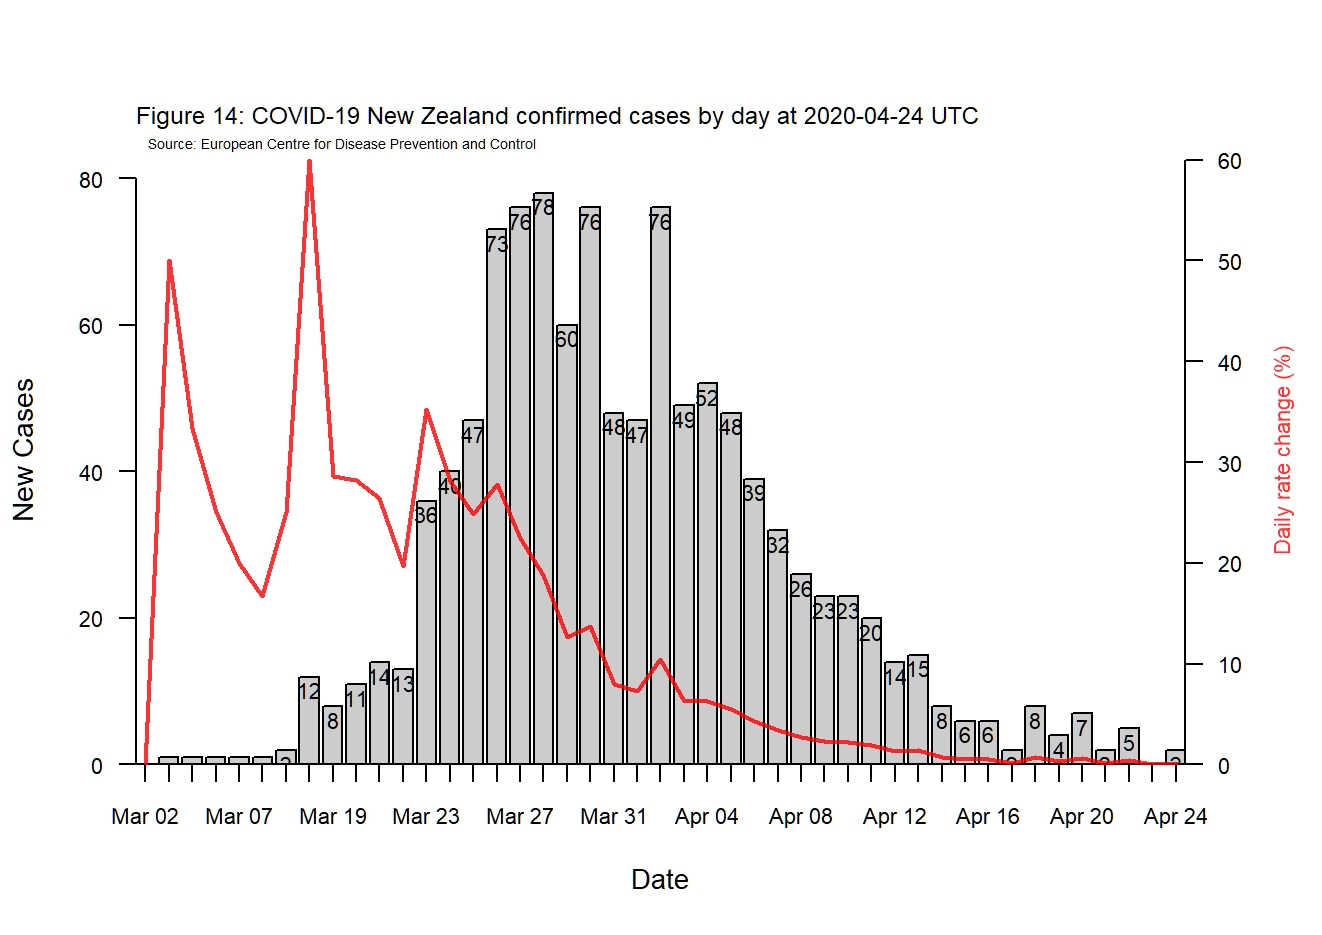 Figure 14: COVID-19 New Zealand confirmed cases by day at 2020-04-24 UTC
Source: European Centre for Disease Prevention and Control
80
60
40
20
0
New Cases
60
50
40
30
20
10
0
Daily rate change (%)
12 8 11 14 13 36 40 47 73 76 78 60 76 48 47 76 49 52 48 39 32 26 23 23 20 14 15 8 6 6 8 4 7 5
Mar 02 Mar 07 Mar 19 Mar 23 Mar 27 Mar 31 Apr 04 Apr 08 Apr 12 Apr 16 Apr 20 Apr 24
Date